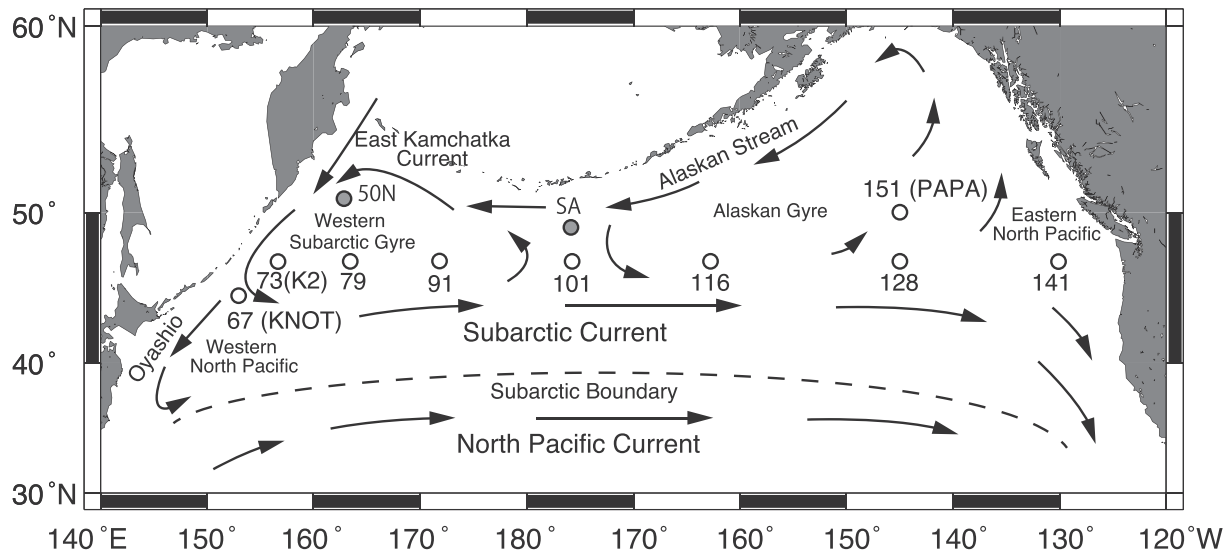 60°N
East Kamchatka
Current
Alaskan Stream
50°
50N
SA
151 (PAPA)
Western
Subarctic Gyre
Alaskan Gyre
Eastern
North Pacific
73(K2)
79
91
101
116
128
141
67 (KNOT)
Oyashio
Subarctic Current
Western
North Pacific
40°
Subarctic Boundary
North Pacific Current
30°N
140°E
150°
160°
170°
180°
170°
160°
150°
140°
130°
120°W